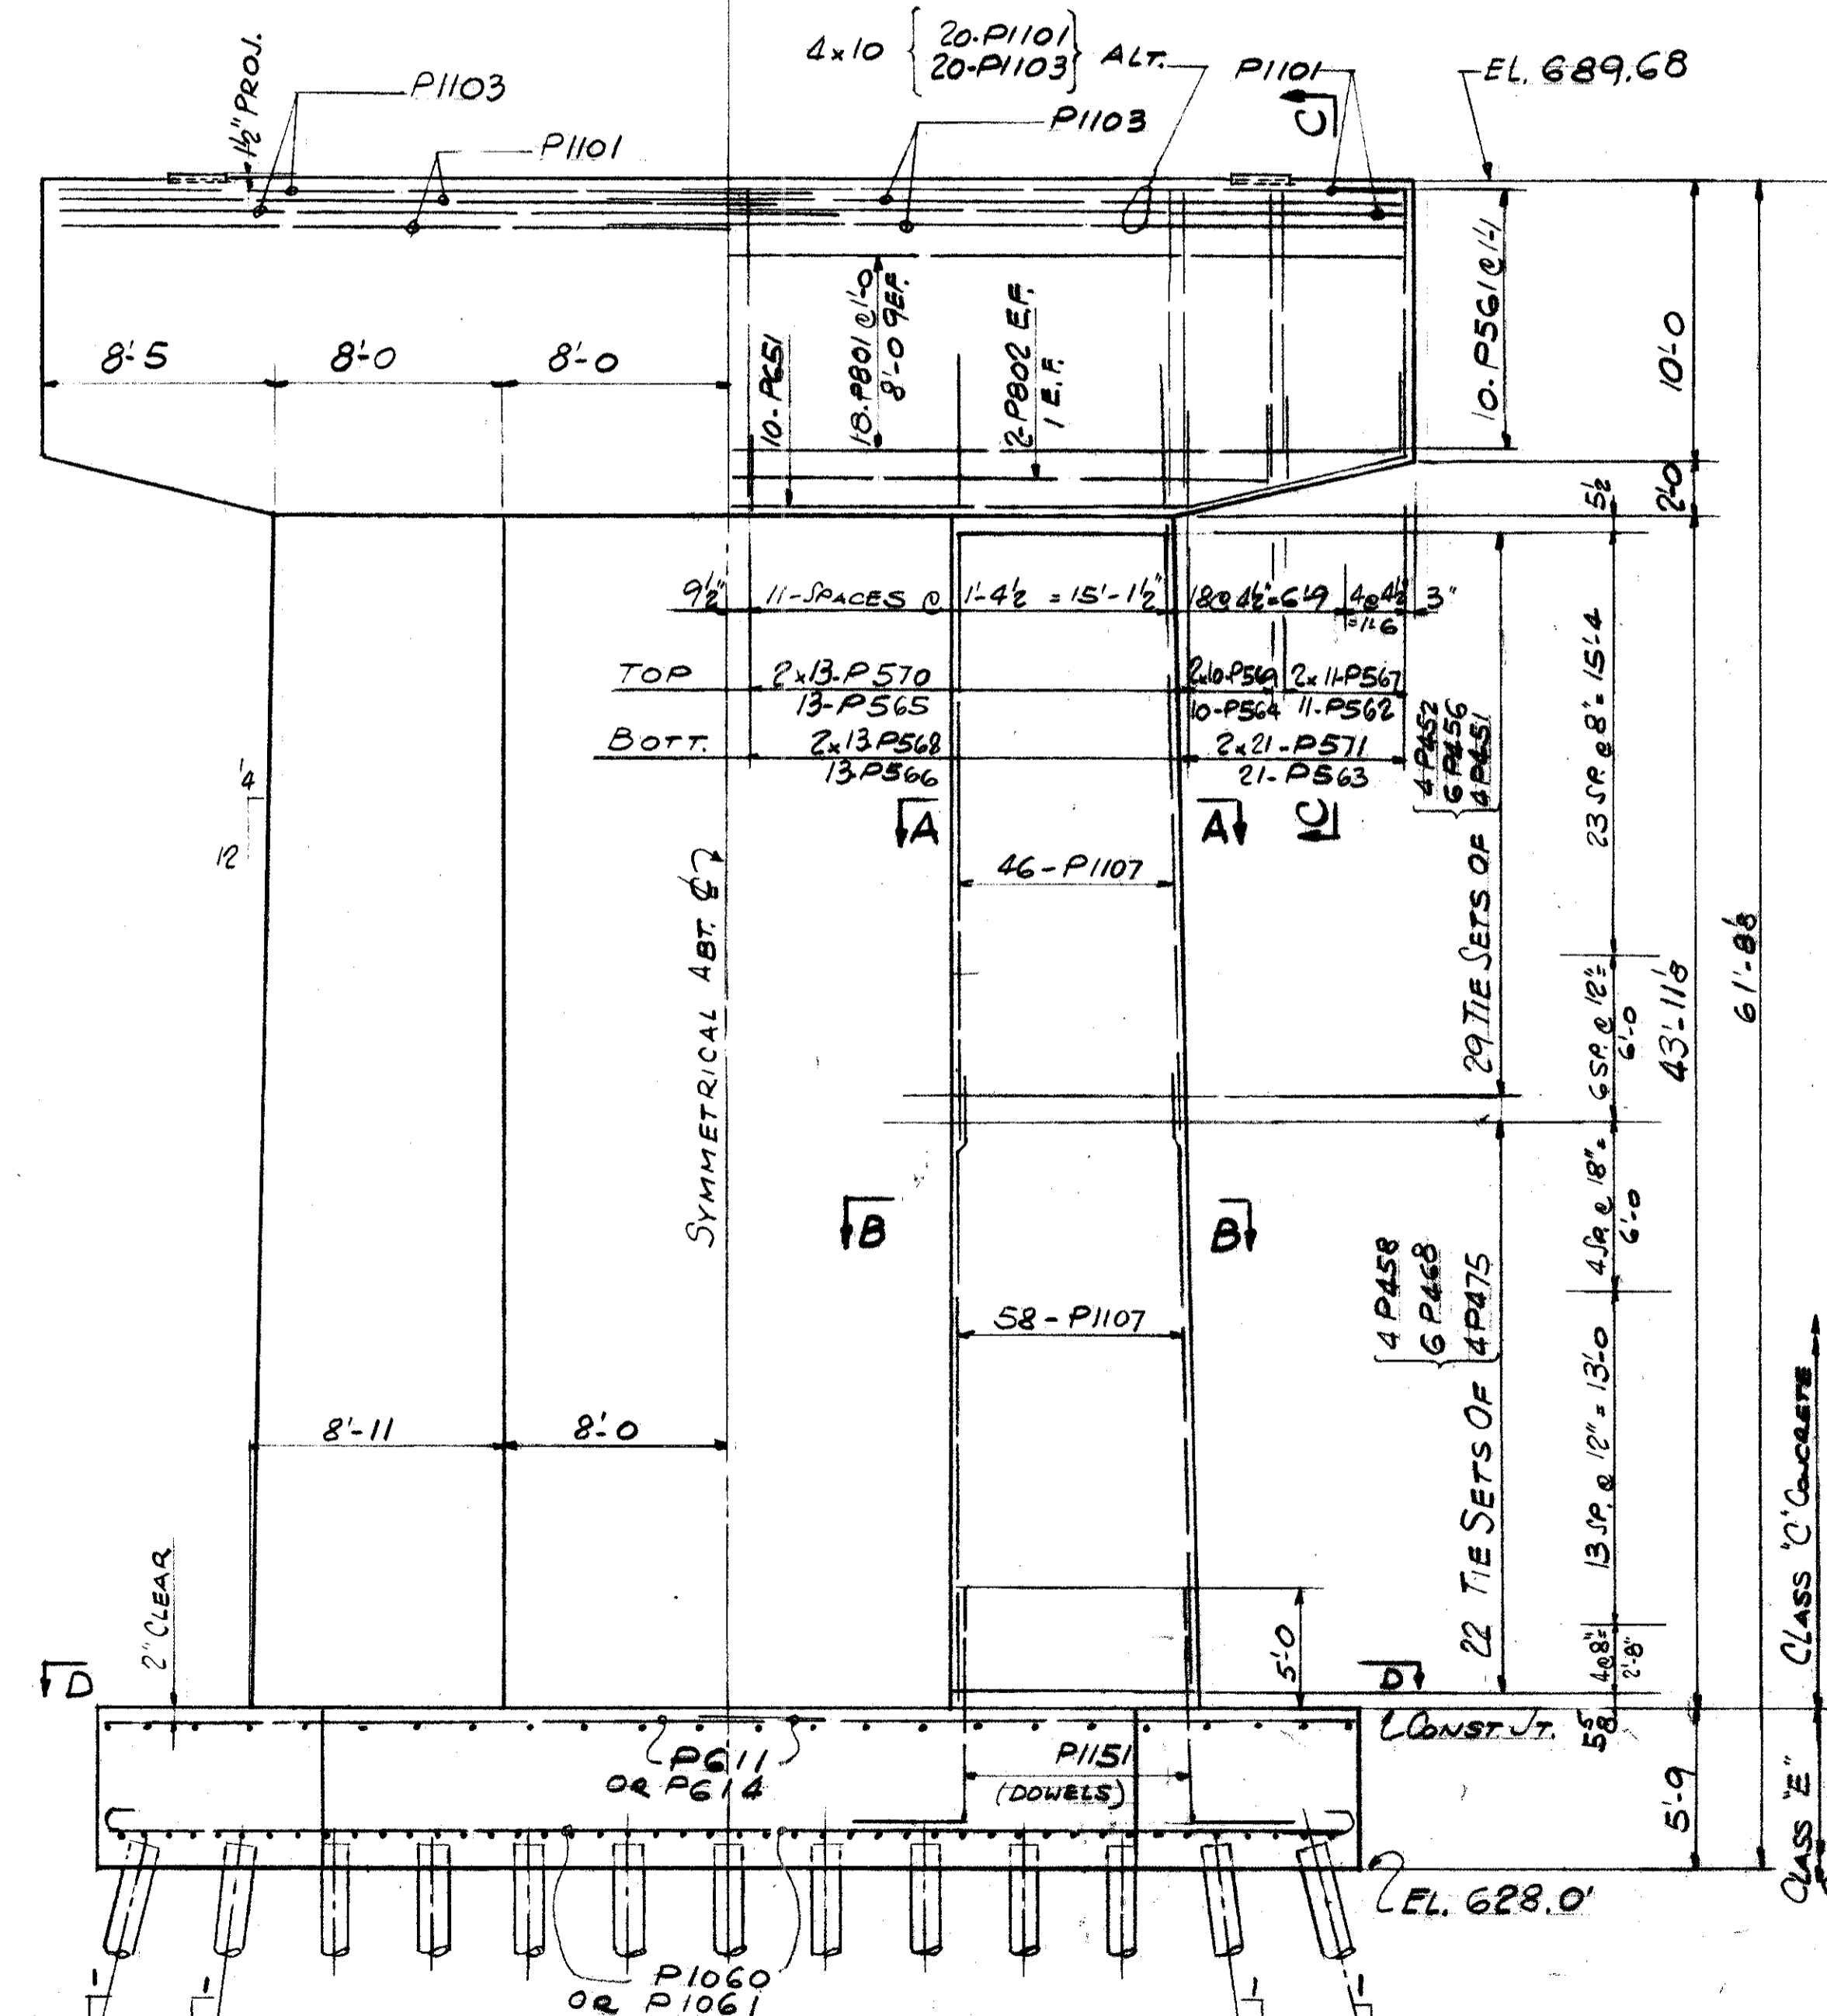 4x10 { 20-P1101 } ALT.
20-P1103
P1101
EL. 689.68
1½" PROJ.
P1103
P1101
P1103
C
8'-5
8'-0
8'-0
10-P651
18-P801 @ 1'-0
8'-0 9EF.
2-P802 E.F.
1 E.F.
10-P561 @ 1'-1
10'-0
2'-0
5½
9½"
11-SPACES @ 1'-4½ = 15'-1½"
18@4½"=6'-9
4@4½
=1'-6
3"
TOP
2x13-P570
13-P565
2x10-P569
10-P564
2x11-P567
11-P562
BOTT.
2x13-P568
13-P566
2x21-P571
21-P563
4 P452
6 P456
4 P451
29 TIE SETS OF
23 SP. @ 8" = 15'-4
¼
12
A
A
C
46-P1107
SYMMETRICAL ABT. ℄
6 SP. @ 12" =
6'-0
43'-11⅛
61'-8⅛
B
B
4 SP. @ 18" =
6'-0
4 P458
6 P468
4 P475
22 TIE SETS OF
58-P1107
13 SP. @ 12" = 13'-0
8'-11
8'-0
CLASS "C" CONCRETE
2" CLEAR
5'-0
4@8"=
2'-8"
D
D
CONST. JT.
5⅝
P611
OR P614
P1151
(DOWELS)
5'-9
CLASS "E"
EL. 628.0'
P1060
OR P1061
1
1
1
1